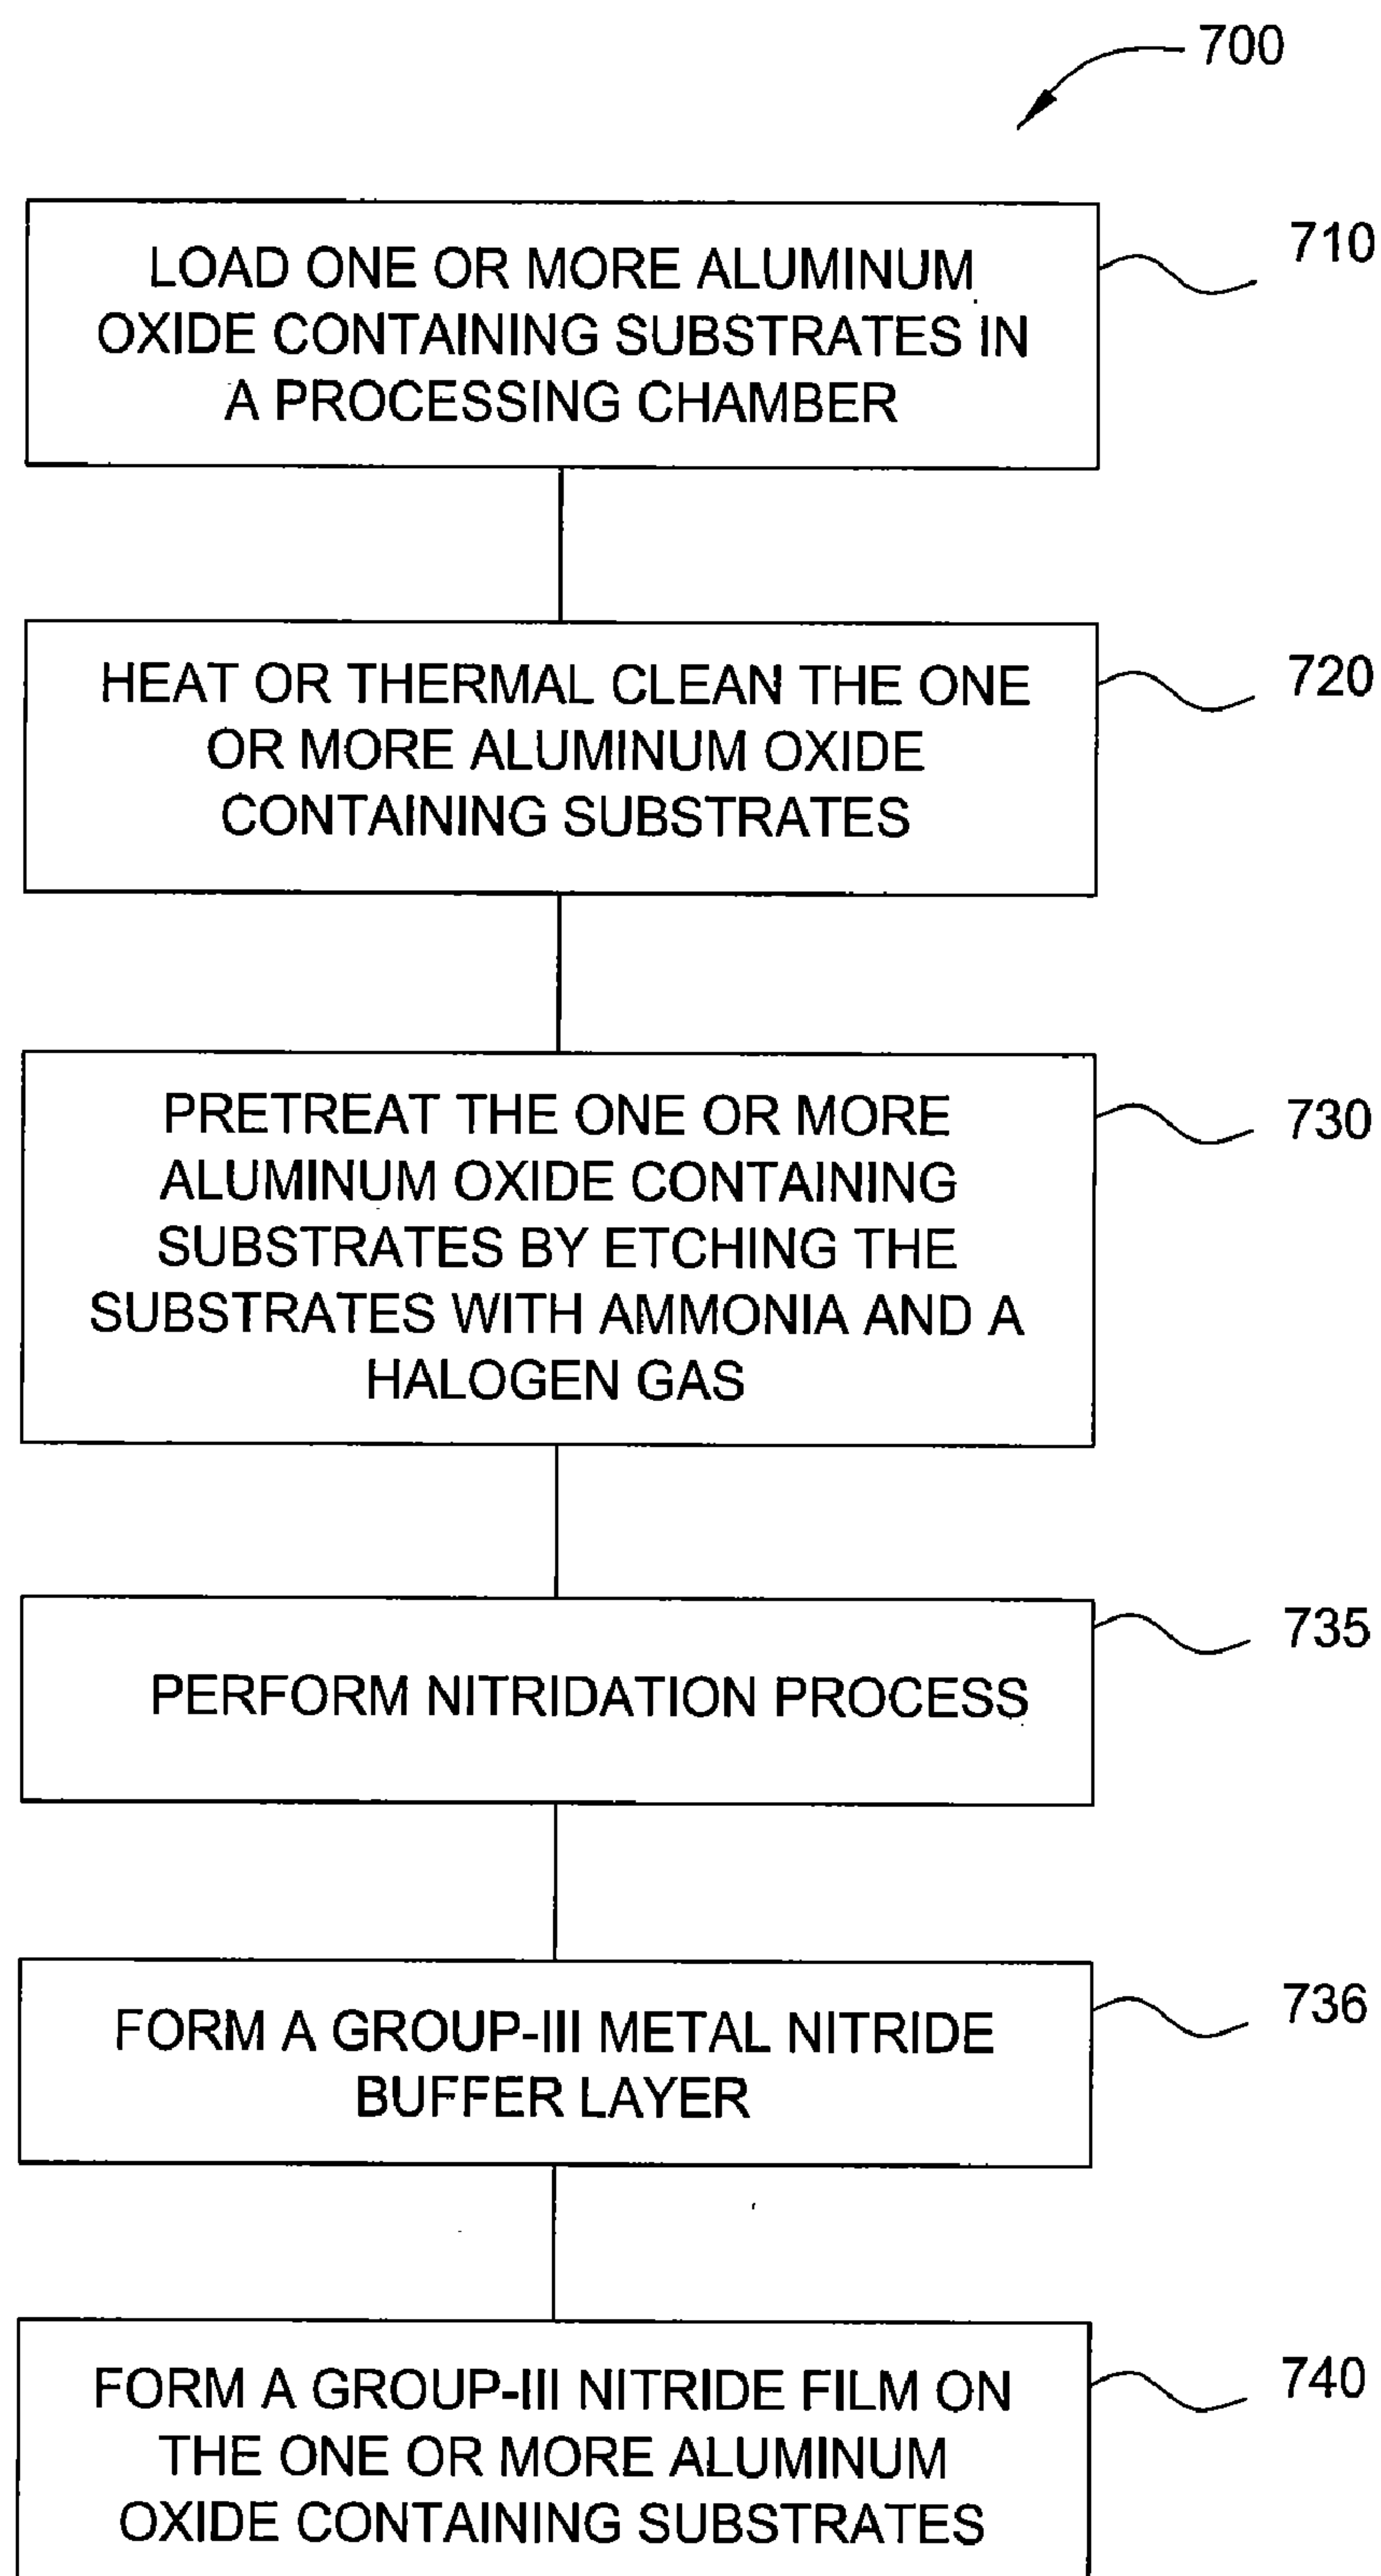 700
LOAD ONE OR MORE ALUMINUM
OXIDE CONTAINING SUBSTRATES IN
A PROCESSING CHAMBER
710
HEAT OR THERMAL CLEAN THE ONE
OR MORE ALUMINUM OXIDE
CONTAINING SUBSTRATES
720
PRETREAT THE ONE OR MORE
ALUMINUM OXIDE CONTAINING
SUBSTRATES BY ETCHING THE
SUBSTRATES WITH AMMONIA AND A
HALOGEN GAS
730
PERFORM NITRIDATION PROCESS
735
FORM A GROUP-III METAL NITRIDE
BUFFER LAYER
736
FORM A GROUP-III NITRIDE FILM ON
THE ONE OR MORE ALUMINUM
OXIDE CONTAINING SUBSTRATES
740